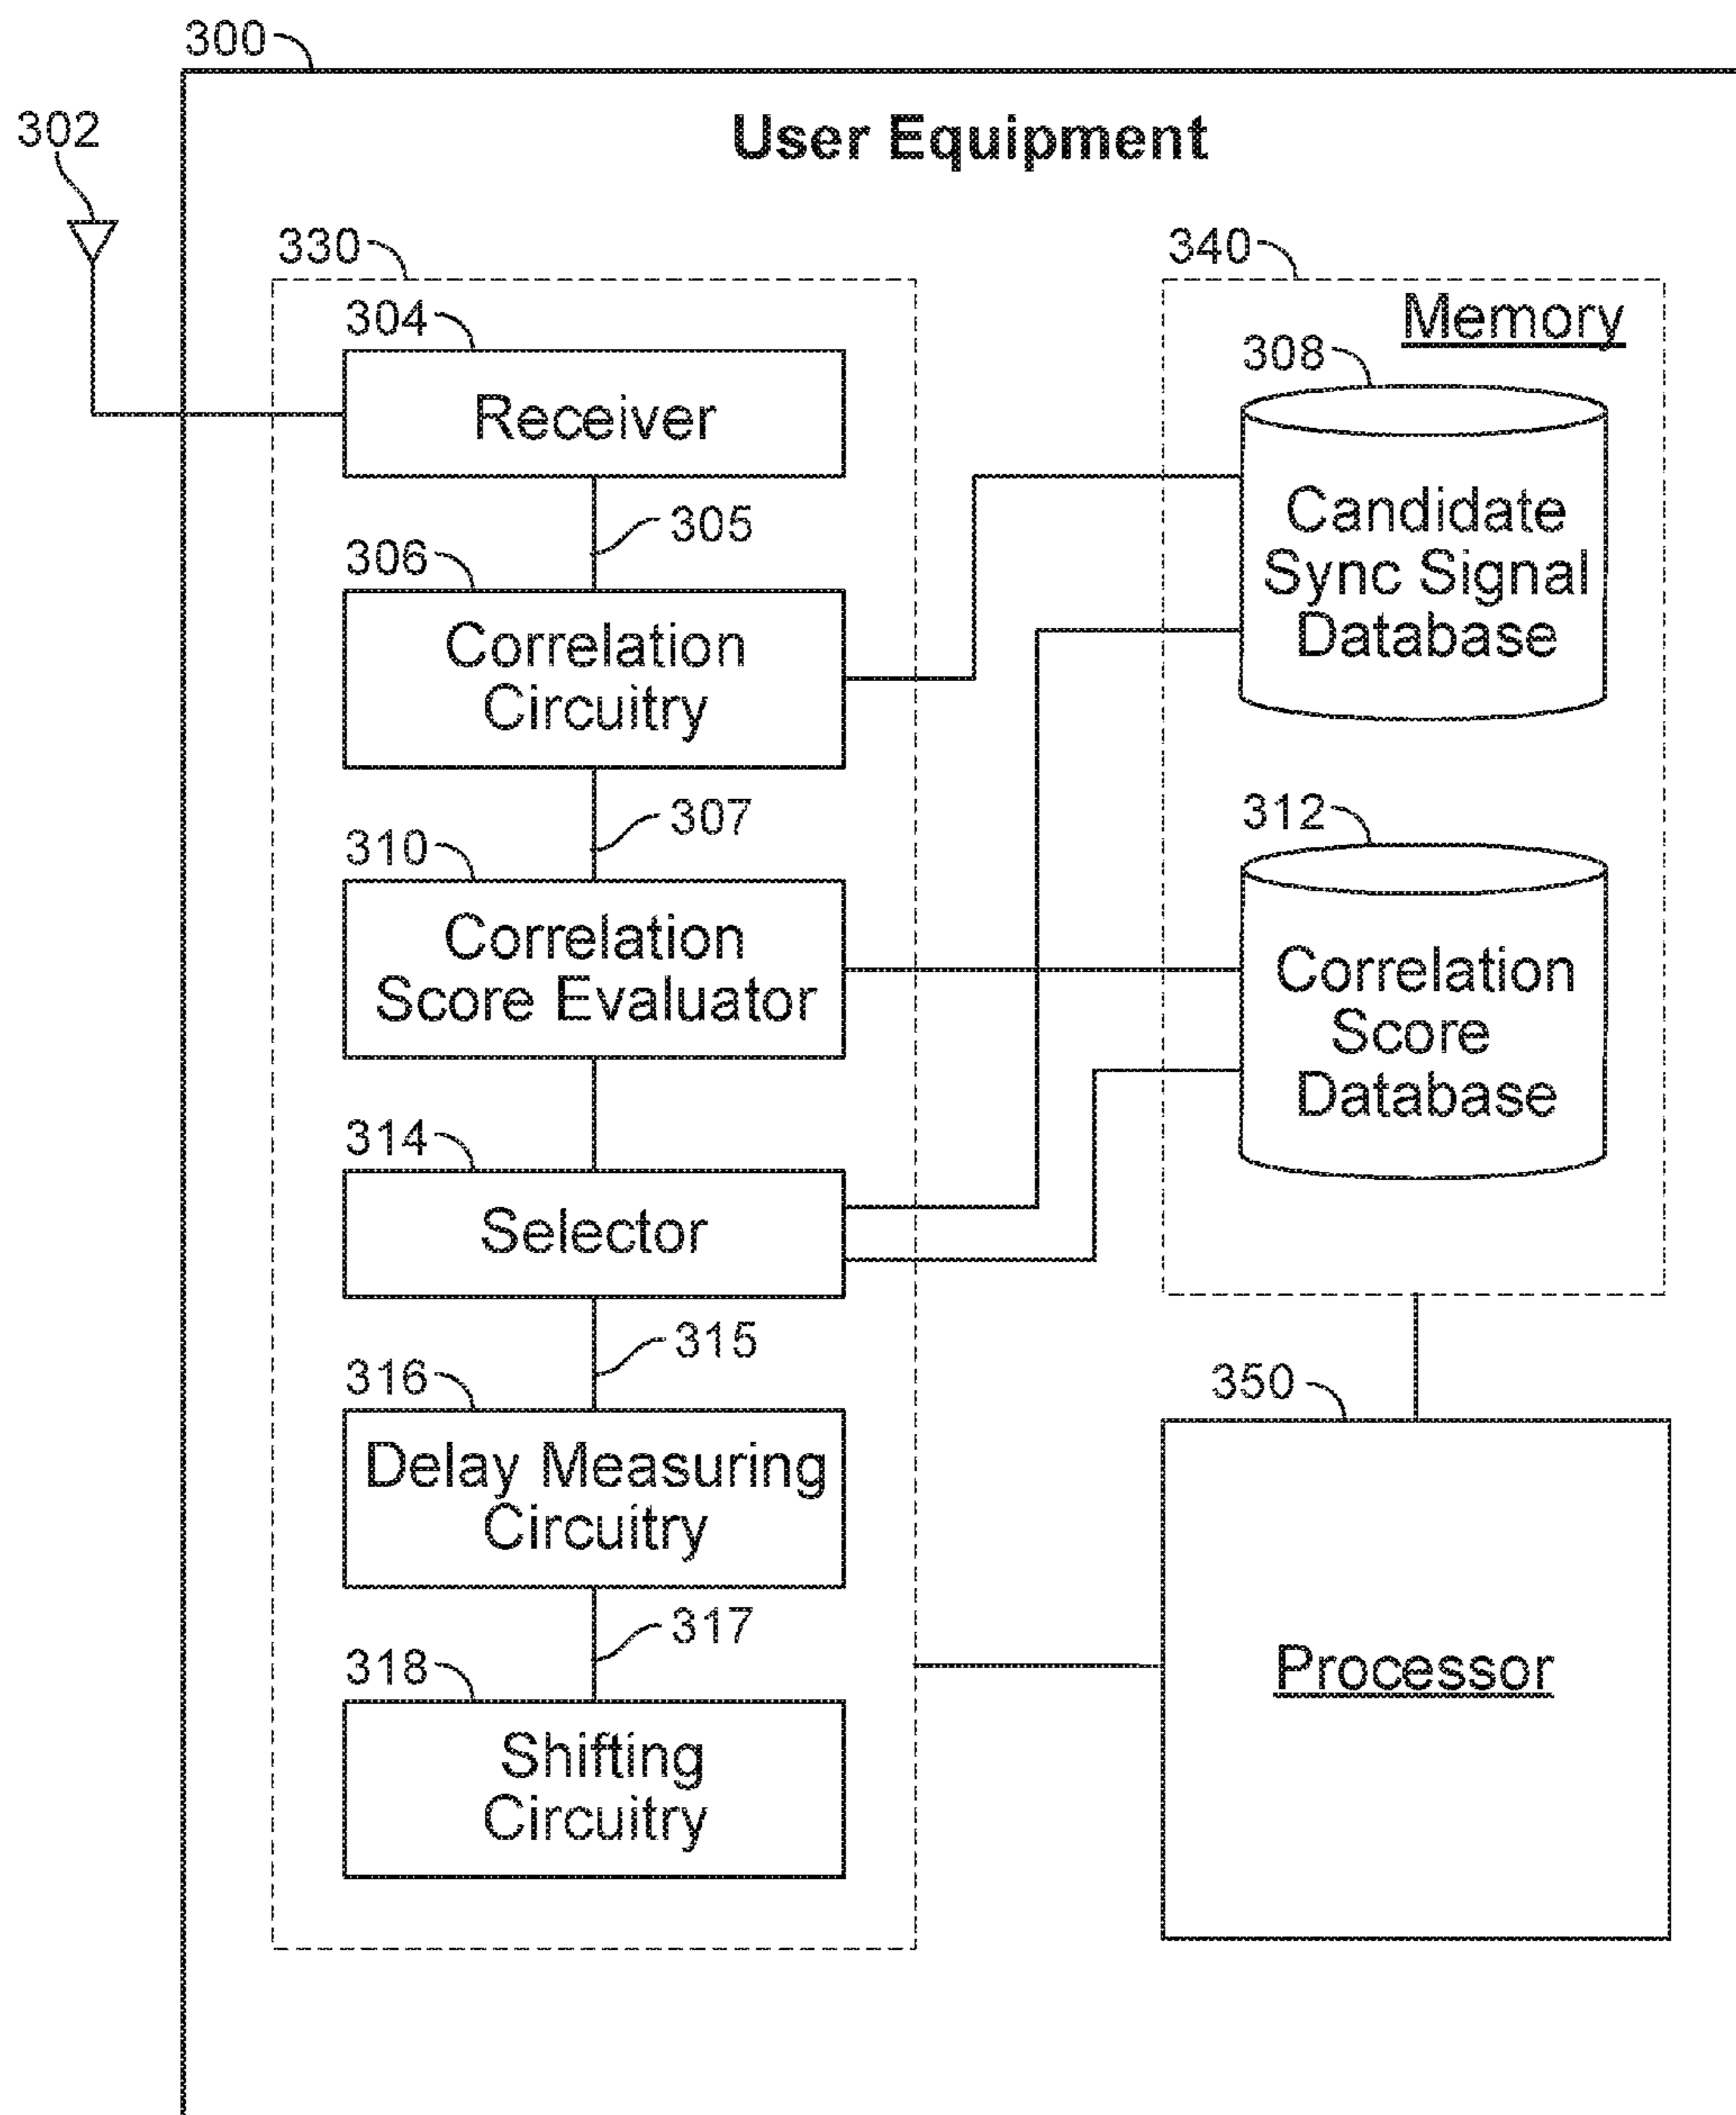 300
302
User Equipment
330
340
Memory
304
Receiver
308
Candidate
Sync Signal
Database
305
306
Correlation
Circuitry
307
312
Correlation
Score
Database
310
Correlation
Score Evaluator
314
Selector
315
316
Delay Measuring
Circuitry
350
Processor
317
318
Shifting
Circuitry